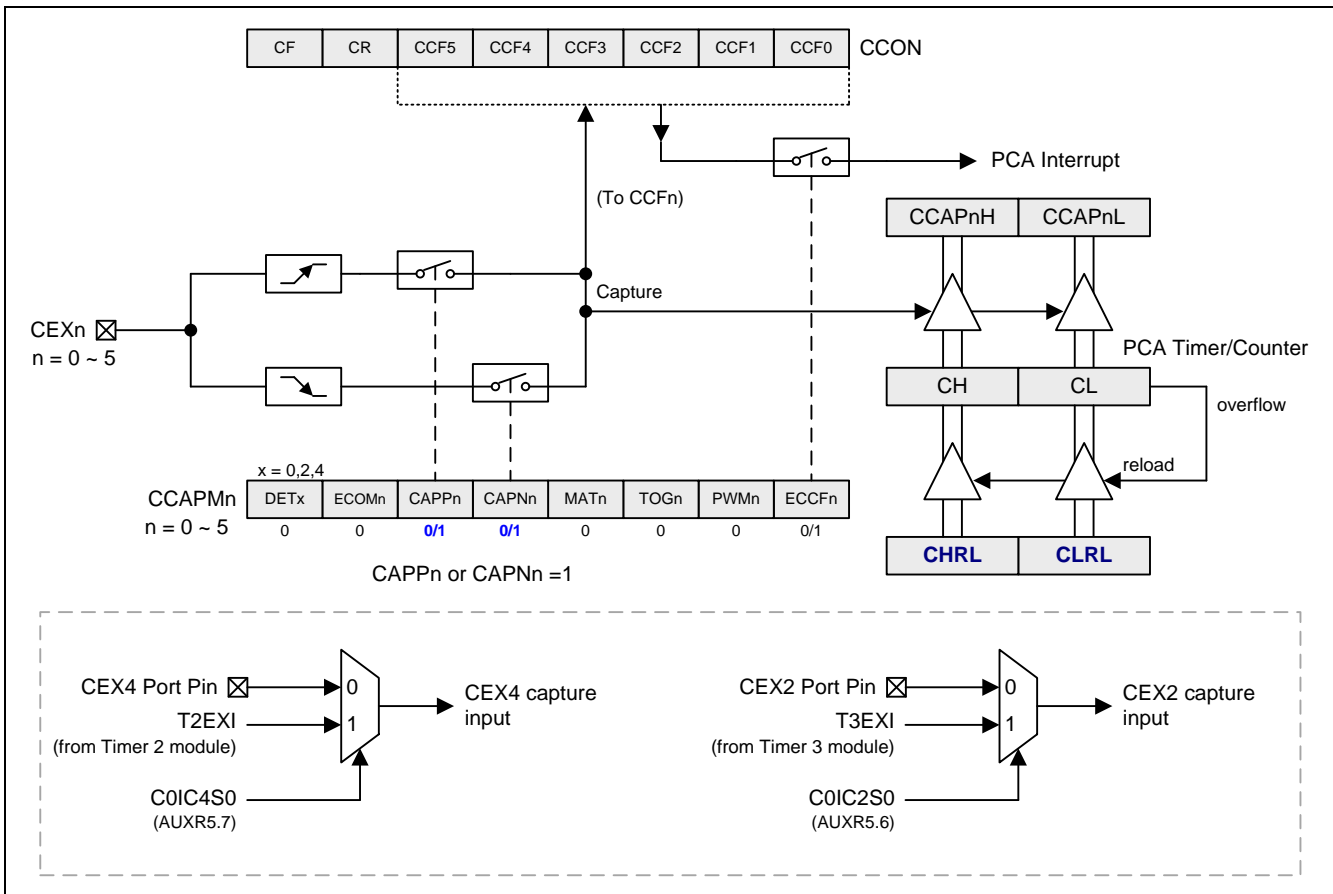 CF CR CCF5 CCF4 CCF3 CCF2 CCF1 CCF0 CCON
PCA Interrupt
(To CCFn)
CCAPnH CCAPnL
Capture
CEXn
n = 0 ~ 5
PCA Timer/Counter
CH CL
overflow
reload
x = 0,2,4
CCAPMn
n = 0 ~ 5
DETx ECOMn CAPPn CAPNn MATn TOGn PWMn ECCFn
0 0 0/1 0/1 0 0 0 0/1
CHRL CLRL
CAPPn or CAPNn =1
CEX4 Port Pin
0
T2EXI
1
(from Timer 2 module)
CEX4 capture
input
C0IC4S0
(AUXR5.7)
CEX2 Port Pin
0
T3EXI
1
(from Timer 3 module)
CEX2 capture
input
C0IC2S0
(AUXR5.6)